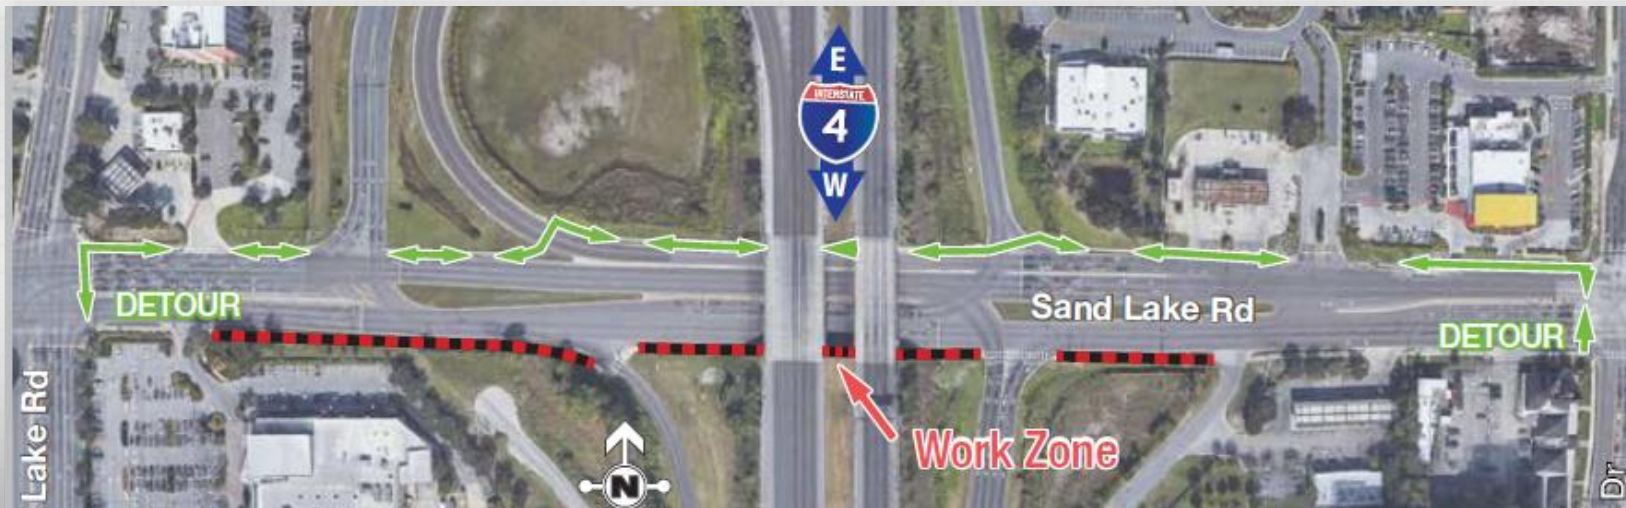 E
INTERSTATE
4
W
DETOUR
Sand Lake Rd
DETOUR
Lake Rd
Work Zone
N
Dr